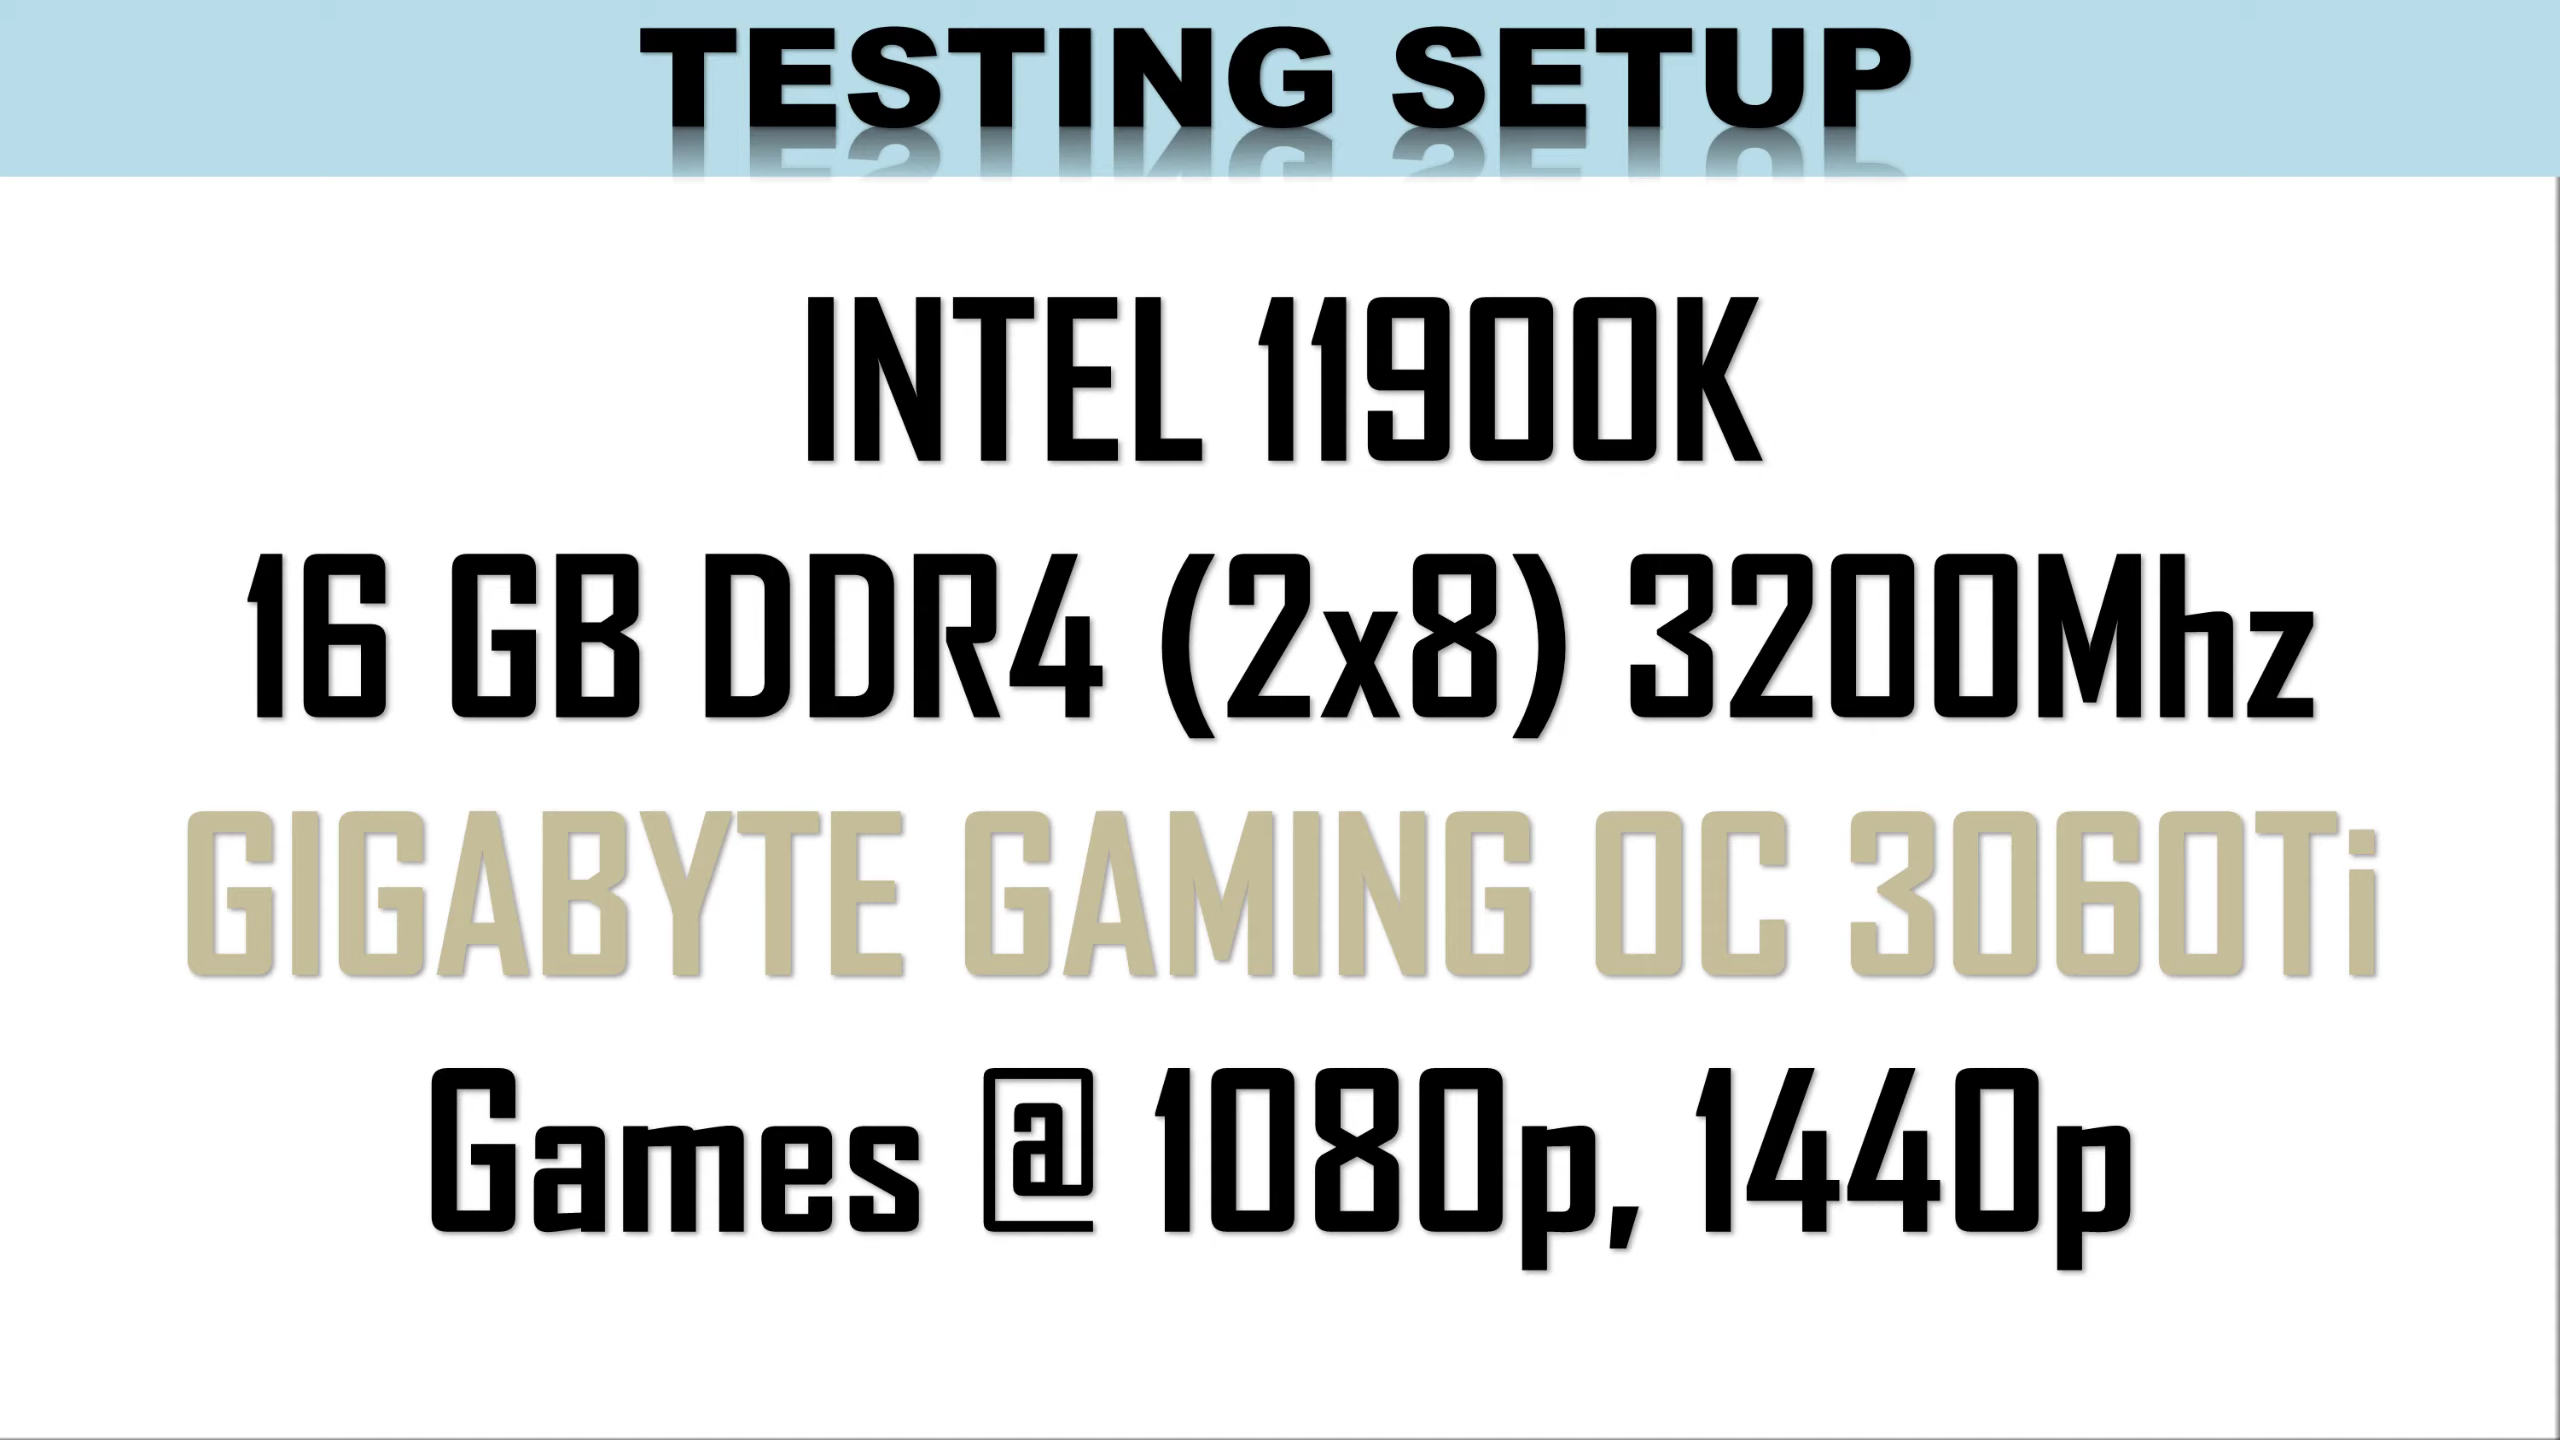 TESTING SETUP
INTEL 11900K
16 GB DDR4 (2x8) 3200Mhz
GIGABYTE GAMING OC 3060Ti
Games @ 1080p, 1440p